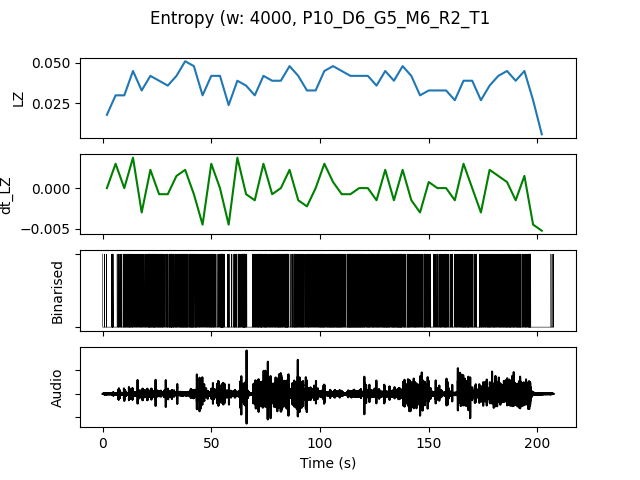 Entropy (w: 4000, P10_D6_G5_M6_R2_T1
0.050
0.025
LZ
0.000
-0.005
dt_LZ
Binarised
Audio
0 50 100 150 200
Time (s)